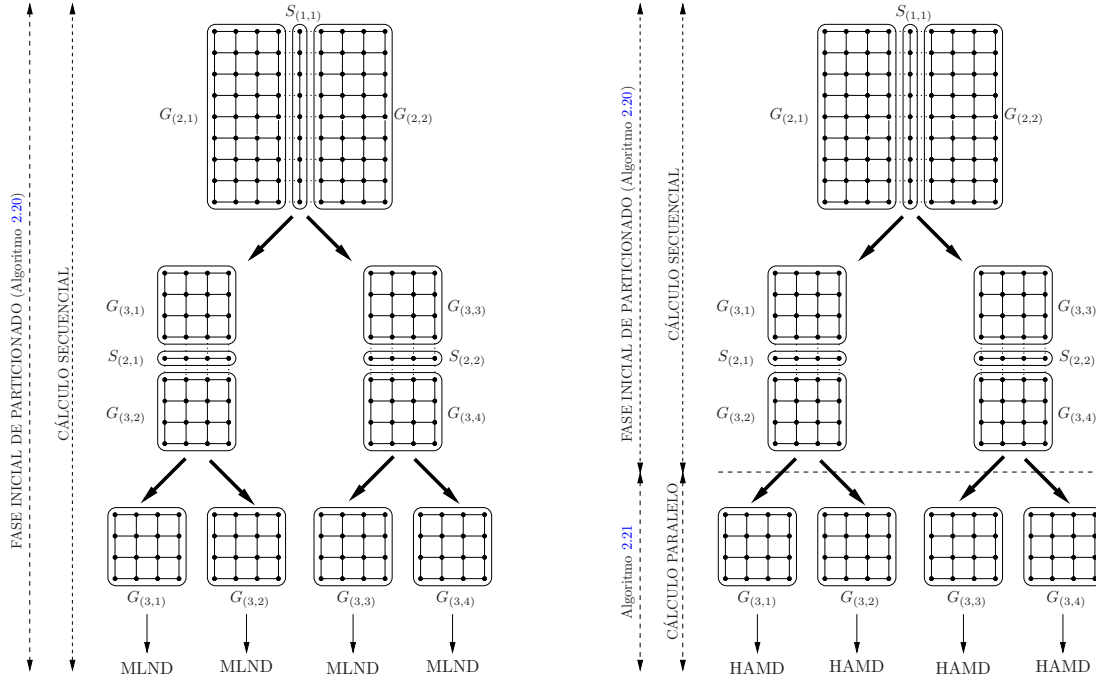 S(1,1)
G(2,1)
G(2,2)
G(3,1)
G(3,3)
S(2,1)
S(2,2)
G(3,2)
G(3,4)
G(3,1)
G(3,2)
G(3,3)
G(3,4)
MLND
MLND
MLND
MLND
FASE INICIAL DE PARTICIONADO (Algoritmo 2.20)
CÁLCULO SECUENCIAL
S(1,1)
G(2,1)
G(2,2)
G(3,1)
G(3,3)
S(2,1)
S(2,2)
G(3,2)
G(3,4)
G(3,1)
G(3,2)
G(3,3)
G(3,4)
HAMD
HAMD
HAMD
HAMD
FASE INICIAL DE PARTICIONADO (Algoritmo 2.20)
CÁLCULO SECUENCIAL
Algoritmo 2.21
CÁLCULO PARALELO